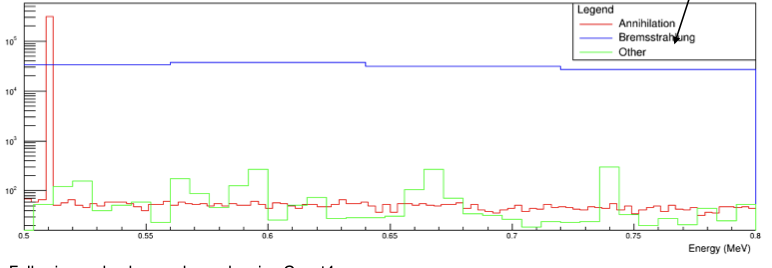 Legend
Annihilation
Bremsstrahlung
Other
10^5
10^4
10^3
10^2
0.5 0.55 0.6 0.65 0.7 0.75 0.8
Energy (MeV)